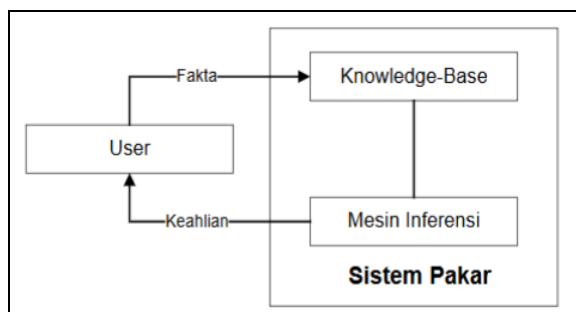 Fakta
Knowledge-Base
User
Keahlian
Mesin Inferensi
Sistem Pakar